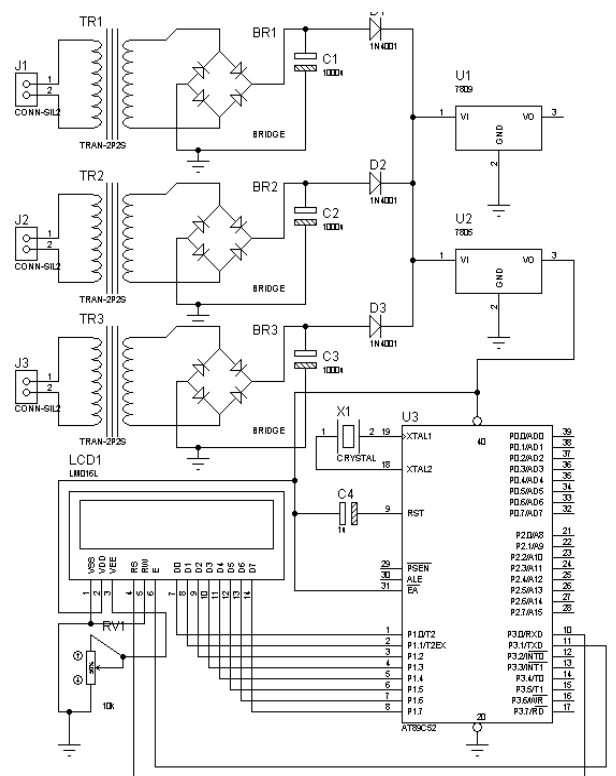 TR1
J1
1
2
CONN-SIL2
TRAN-2P2S
BR1
BRIDGE
C1
1000u
1N4001
U1
7809
1 VI VO 3
GND
2
TR2
J2
1
2
CONN-SIL2
TRAN-2P2S
BR2
BRIDGE
C2
1000u
D2
1N4001
U2
7805
1 VI VO 3
GND
2
TR3
J3
1
2
CONN-SIL2
TRAN-2P2S
BR3
BRIDGE
C3
1000u
D3
1N4001
X1
1 2
CRYSTAL
C4
1u
LCD1
LM016L
VSS VDD VEE RS RW E D0 D1 D2 D3 D4 D5 D6 D7
1 2 3 4 5 6 7 8 9 10 11 12 13 14
RV1
50%
10k
U3
40
19 XTAL1
18 XTAL2
9 RST
29 PSEN
30 ALE
31 EA
1 P1.0/T2
2 P1.1/T2EX
3 P1.2
4 P1.3
5 P1.4
6 P1.5
7 P1.6
8 P1.7
P0.0/AD0 39
P0.1/AD1 38
P0.2/AD2 37
P0.3/AD3 36
P0.4/AD4 35
P0.5/AD5 34
P0.6/AD6 33
P0.7/AD7 32
P2.0/A8 21
P2.1/A9 22
P2.2/A10 23
P2.3/A11 24
P2.4/A12 25
P2.5/A13 26
P2.6/A14 27
P2.7/A15 28
P3.0/RXD 10
P3.1/TXD 11
P3.2/INT0 12
P3.3/INT1 13
P3.4/T0 14
P3.5/T1 15
P3.6/WR 16
P3.7/RD 17
20
AT89C52